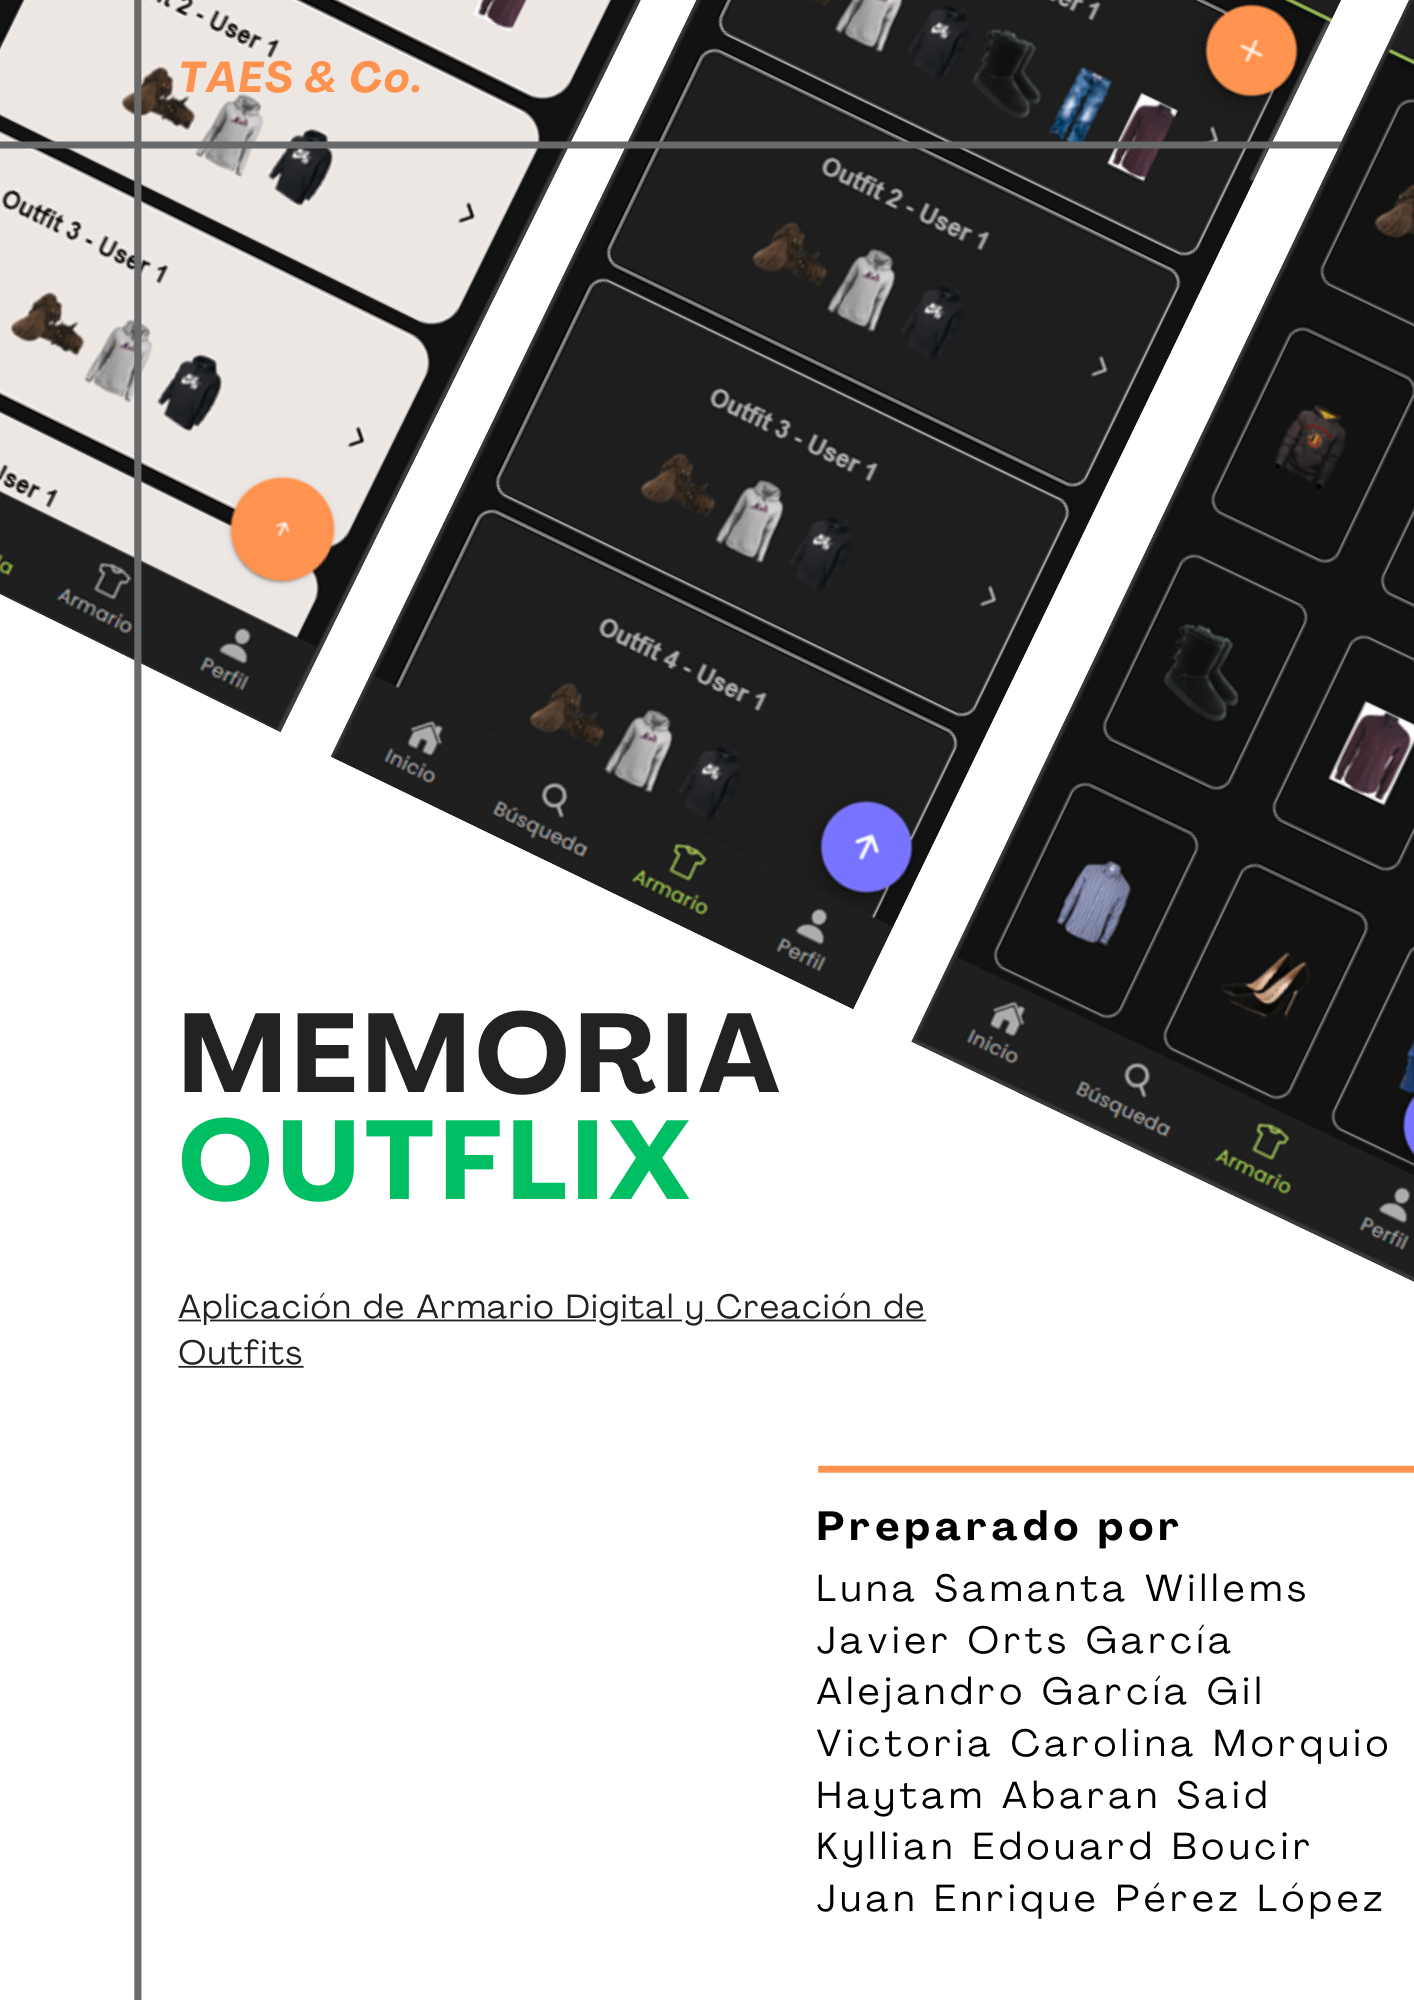 TAES & Co.
2 - User 1
Outfit 3 - User 1
User 1
Armario
Perfil
User 1
Outfit 2 - User 1
Outfit 3 - User 1
Outfit 4 - User 1
Inicio
Búsqueda
Armario
Perfil
Inicio
Búsqueda
Armario
Perfil
MEMORIA
OUTFLIX
Aplicación de Armario Digital y Creación de
Outfits
Preparado por
Luna Samanta Willems
Javier Orts García
Alejandro García Gil
Victoria Carolina Morquio
Haytam Abaran Said
Kyllian Edouard Boucir
Juan Enrique Pérez López